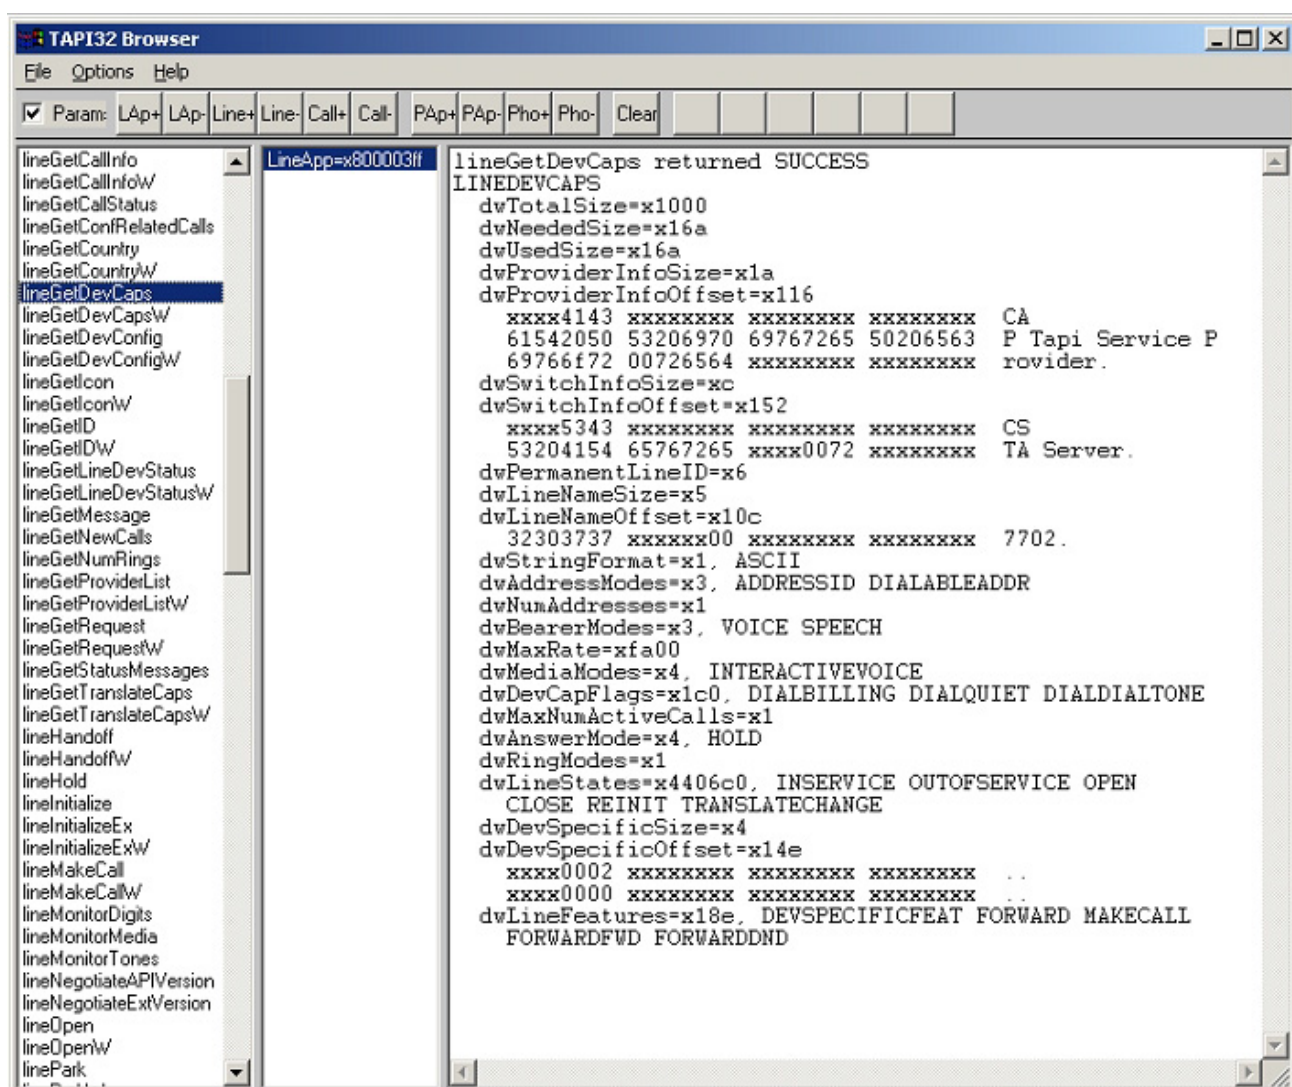 TAPI32 Browser
File Options Help
Param: LAp+ LAp- Line+ Line- Call+ Call- PAp+ PAp- Pho+ Pho- Clear
lineGetCallInfo
lineGetCallInfoW
lineGetCallStatus
lineGetConfRelatedCalls
lineGetCountry
lineGetCountryW
lineGetDevCaps
lineGetDevCapsW
lineGetDevConfig
lineGetDevConfigW
lineGetIcon
lineGetIconW
lineGetID
lineGetIDW
lineGetLineDevStatus
lineGetLineDevStatusW
lineGetMessage
lineGetNewCalls
lineGetNumRings
lineGetProviderList
lineGetProviderListW
lineGetRequest
lineGetRequestW
lineGetStatusMessages
lineGetTranslateCaps
lineGetTranslateCapsW
lineHandoff
lineHandoffW
lineHold
lineInitialize
lineInitializeEx
lineInitializeExW
lineMakeCall
lineMakeCallW
lineMonitorDigits
lineMonitorMedia
lineMonitorTones
lineNegotiateAPIVersion
lineNegotiateExtVersion
lineOpen
lineOpenW
linePark
LineApp=x800003ff
lineGetDevCaps returned SUCCESS
LINEDEVCAPS
dwTotalSize=x1000
dwNeededSize=x16a
dwUsedSize=x16a
dwProviderInfoSize=x1a
dwProviderInfoOffset=x116
xxxx4143 xxxxxxxx xxxxxxxx xxxxxxxx CA
61542050 53206970 69767265 50206563 P Tapi Service P
69766f72 00726564 xxxxxxxx xxxxxxxx rovider.
dwSwitchInfoSize=xc
dwSwitchInfoOffset=x152
xxxx5343 xxxxxxxx xxxxxxxx xxxxxxxx CS
53204154 65767265 xxxx0072 xxxxxxxx TA Server.
dwPermanentLineID=x6
dwLineNameSize=x5
dwLineNameOffset=x10c
32303737 xxxxxx00 xxxxxxxx xxxxxxxx 7702.
dwStringFormat=x1, ASCII
dwAddressModes=x3, ADDRESSID DIALABLEADDR
dwNumAddresses=x1
dwBearerModes=x3, VOICE SPEECH
dwMaxRate=xfa00
dwMediaModes=x4, INTERACTIVEVOICE
dwDevCapFlags=x1c0, DIALBILLING DIALQUIET DIALDIALTONE
dwMaxNumActiveCalls=x1
dwAnswerMode=x4, HOLD
dwRingModes=x1
dwLineStates=x4406c0, INSERVICE OUTOFSERVICE OPEN
CLOSE REINIT TRANSLATECHANGE
dwDevSpecificSize=x4
dwDevSpecificOffset=x14e
xxxx0002 xxxxxxxx xxxxxxxx xxxxxxxx ..
xxxx0000 xxxxxxxx xxxxxxxx xxxxxxxx ..
dwLineFeatures=x18e, DEVSPECIFICFEAT FORWARD MAKECALL
FORWARDFWD FORWARDDND